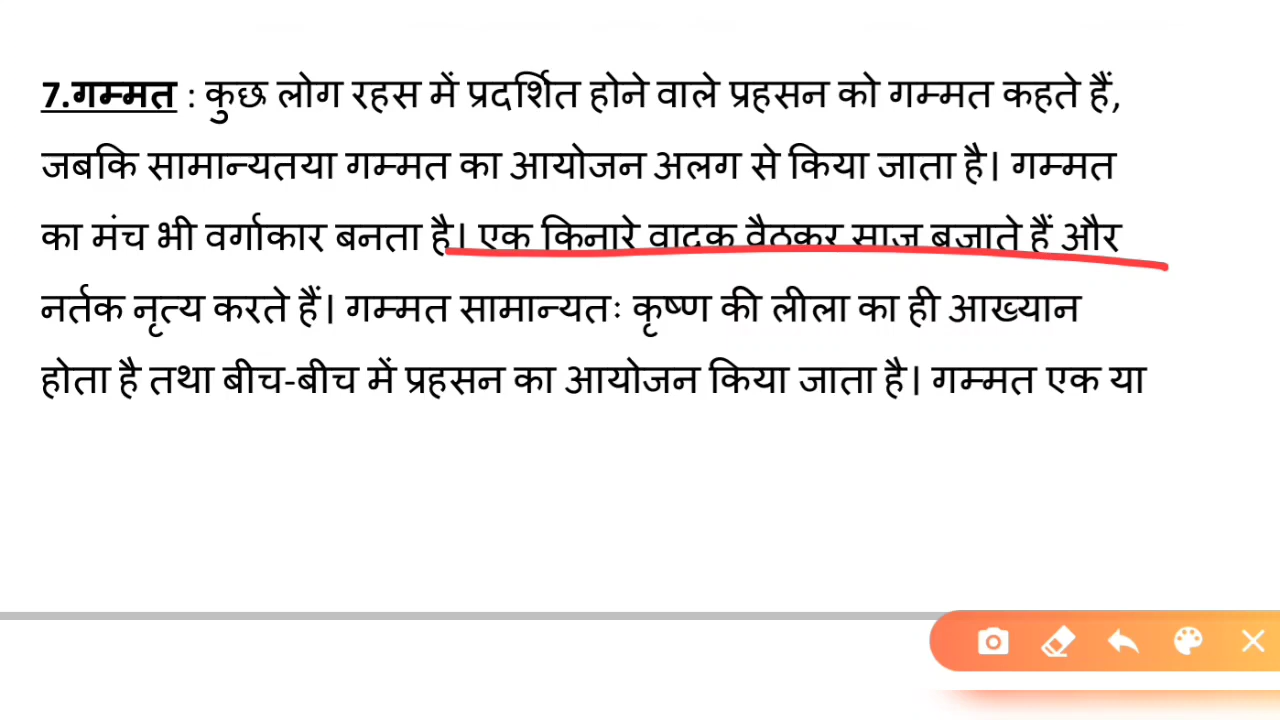 7.गम्मत : कुछ लोग रहस में प्रदर्शित होने वाले प्रहसन को गम्मत कहते हैं,
जबकि सामान्यतया गम्मत का आयोजन अलग से किया जाता है। गम्मत
का मंच भी वर्गाकार बनता है। एक किनारे वादक बैठकर साज बजाते हैं और
नर्तक नृत्य करते हैं। गम्मत सामान्यतः कृष्ण की लीला का ही आख्यान
होता है तथा बीच-बीच में प्रहसन का आयोजन किया जाता है। गम्मत एक या